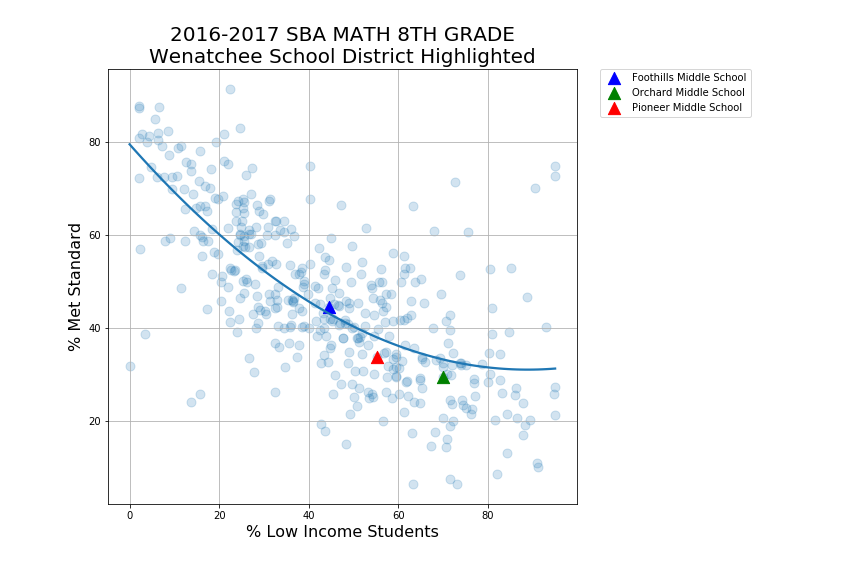 2016-2017 SBA MATH 8TH GRADE
Wenatchee School District Highlighted
Foothills Middle School
Orchard Middle School
Pioneer Middle School
% Met Standard
80
60
40
20
0
20
40
60
80
% Low Income Students